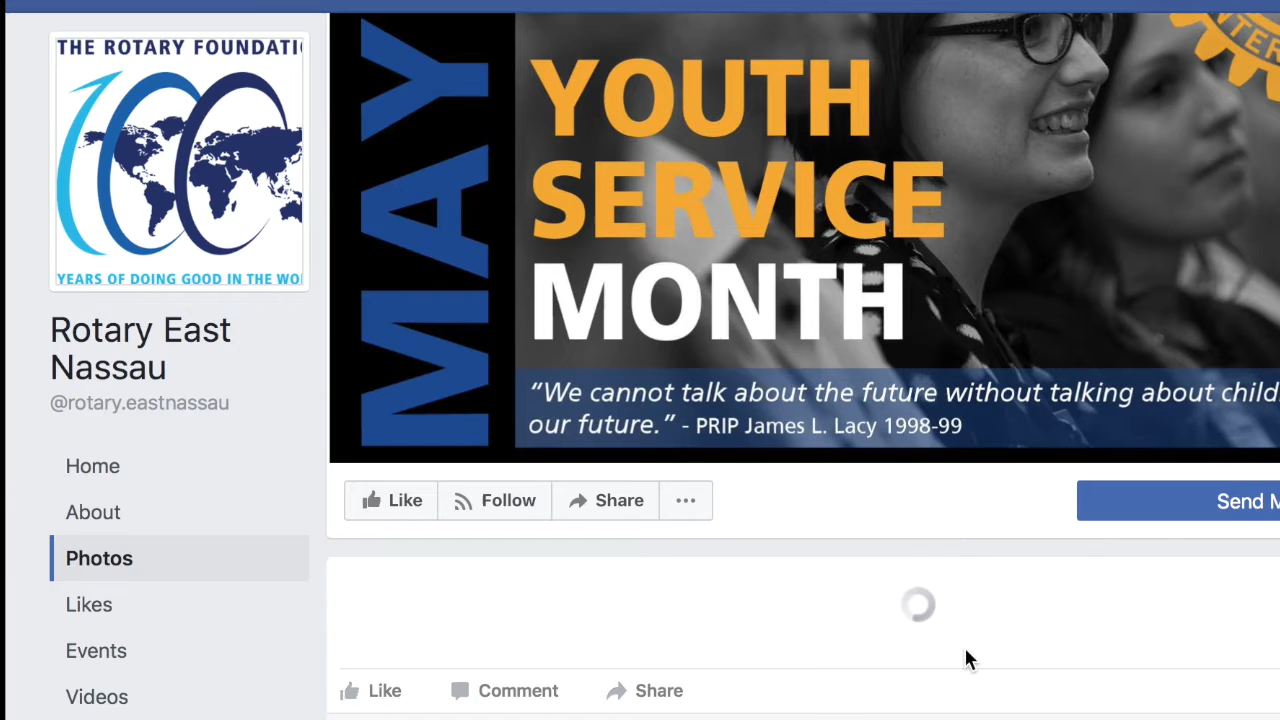 THE ROTARY FOUNDATI
100
YEARS OF DOING GOOD IN THE WO
Rotary East
Nassau
@rotary.eastnassau
Home
About
Photos
Likes
Events
Videos
MAY
YOUTH
SERVICE
MONTH
INTER
“We cannot talk about the future without talking about child
our future.” - PRIP James L. Lacy 1998-99
Like Follow Share ...
Send M
Like Comment Share